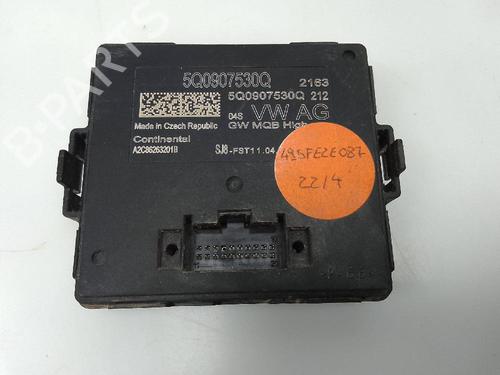 5Q0907530Q 2163
5Q0907530Q 212
04S VW AG
Made in Czech Republic GW MQB High
Continental
A2C86263201B SJ8-FST11.04.
495FE2E087
2214
PARTS